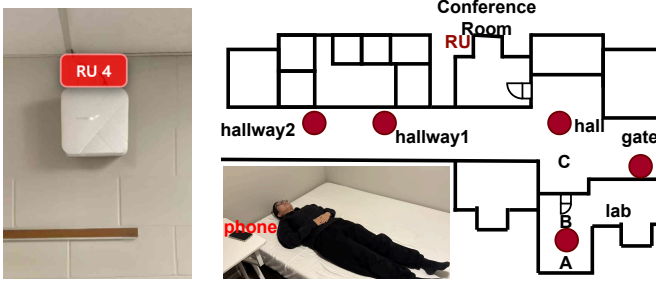 RU 4
Conference
Room
RU
hallway2
hallway1
hall
gate
C
phone
B
lab
A